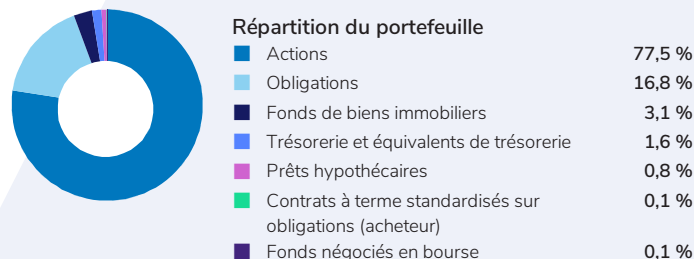 Répartition du portefeuille
Actions 77,5 %
Obligations 16,8 %
Fonds de biens immobiliers 3,1 %
Trésorerie et équivalents de trésorerie 1,6 %
Prêts hypothécaires 0,8 %
Contrats à terme standardisés sur 0,1 %
obligations (acheteur)
Fonds négociés en bourse 0,1 %